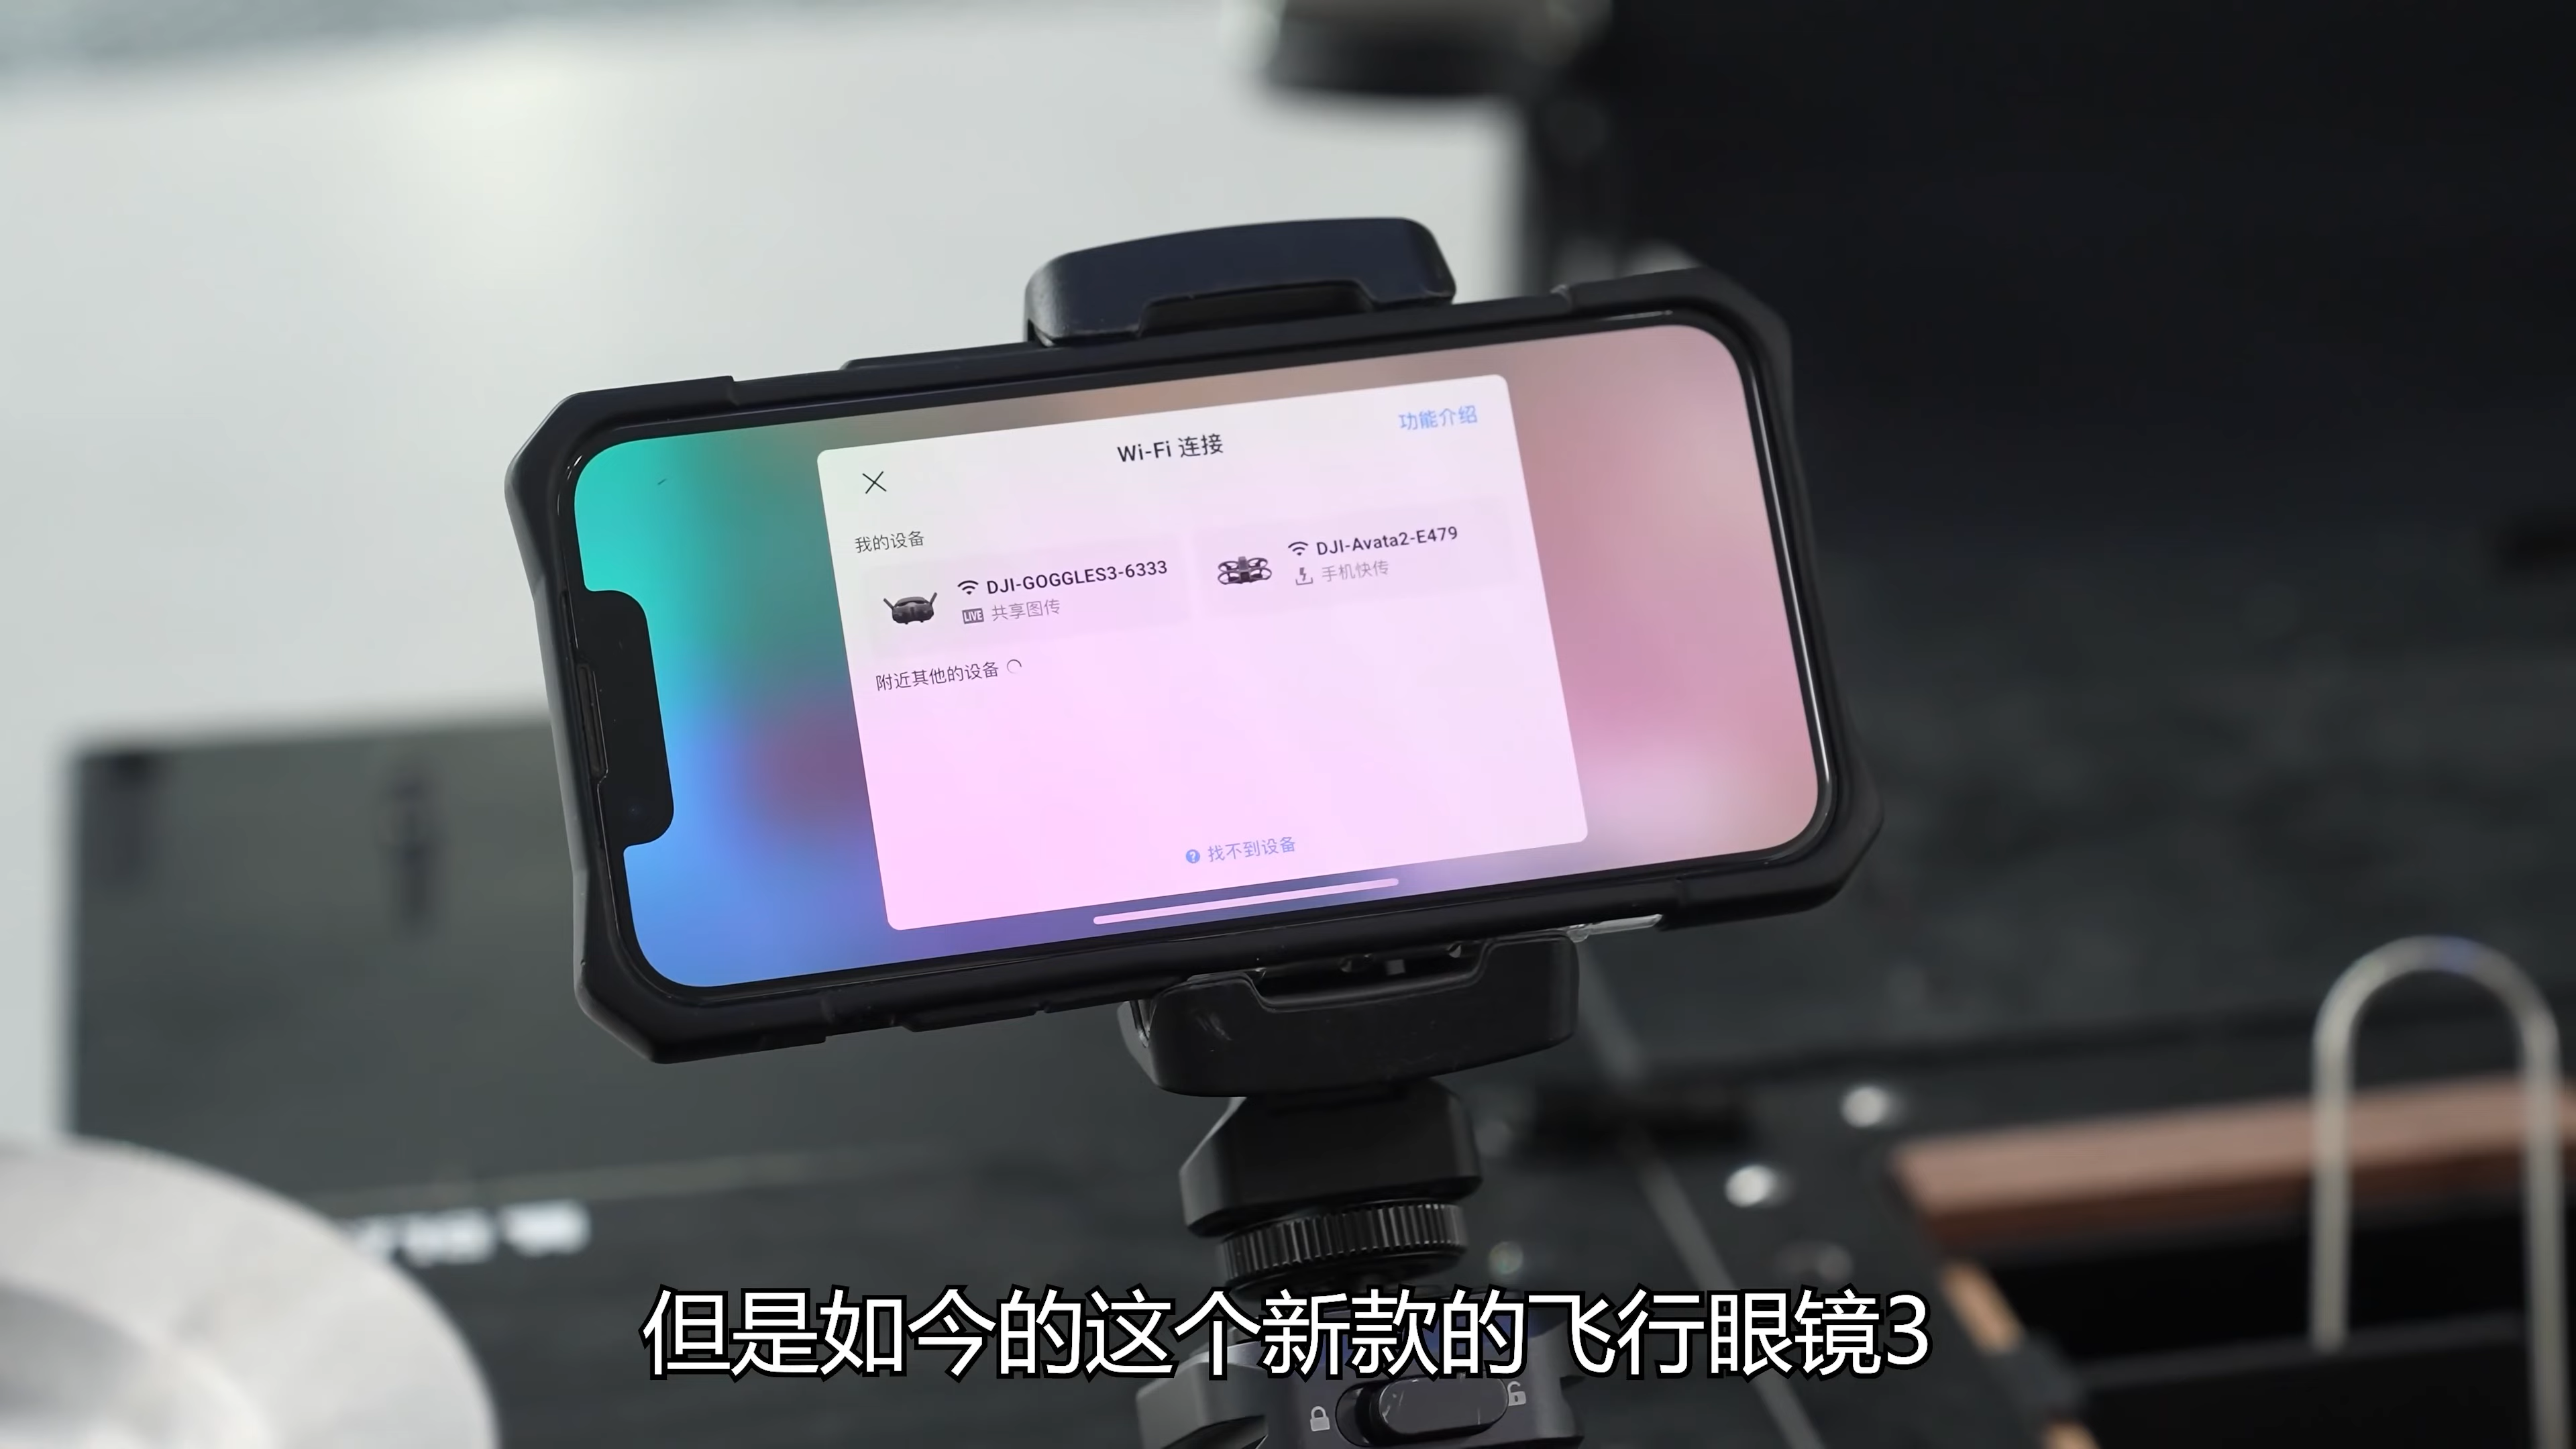 功能介绍
Wi-Fi 连接
我的设备
DJI-GOGGLES3-6333
LIVE 共享图传
DJI-Avata2-E479
手机快传
附近其他的设备
? 找不到设备
但是如今的这个新款的飞行眼镜3